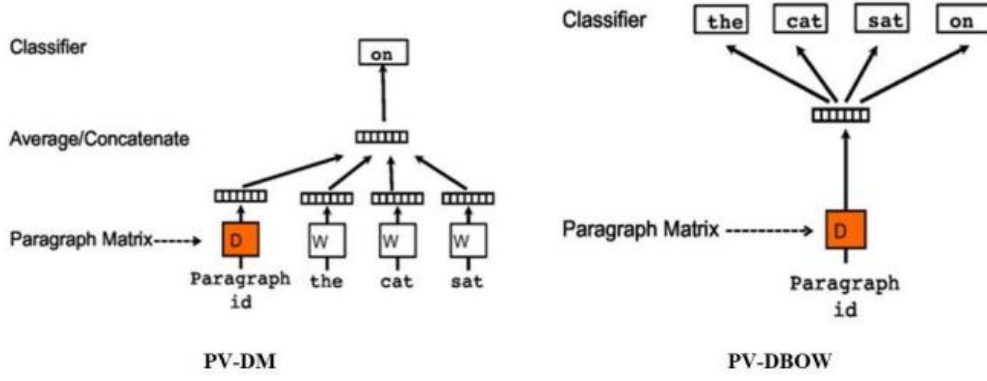 Classifier
on
Average/Concatenate
Paragraph Matrix
D
W
W
W
Paragraph
id
the
cat
sat
PV-DM
Classifier
the
cat
sat
on
Paragraph Matrix
D
Paragraph
id
PV-DBOW